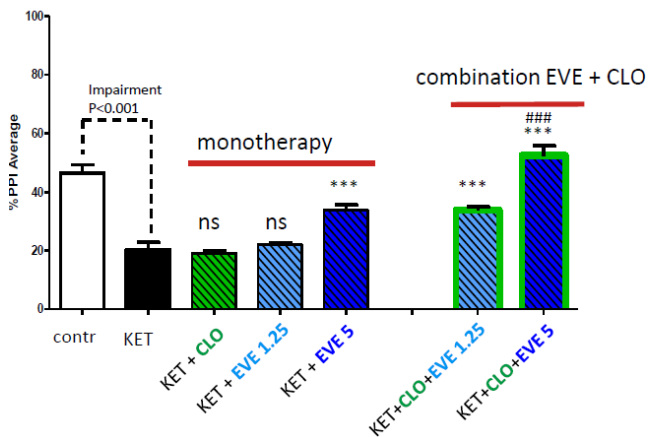 100
80
60
40
20
0
% PPI Average
Impairment
P<0.001
monotherapy
combination EVE + CLO
ns
ns
***
***
###
***
contr
KET
KET + CLO
KET + EVE 1.25
KET + EVE 5
KET+CLO+EVE 1.25
KET+CLO+EVE 5